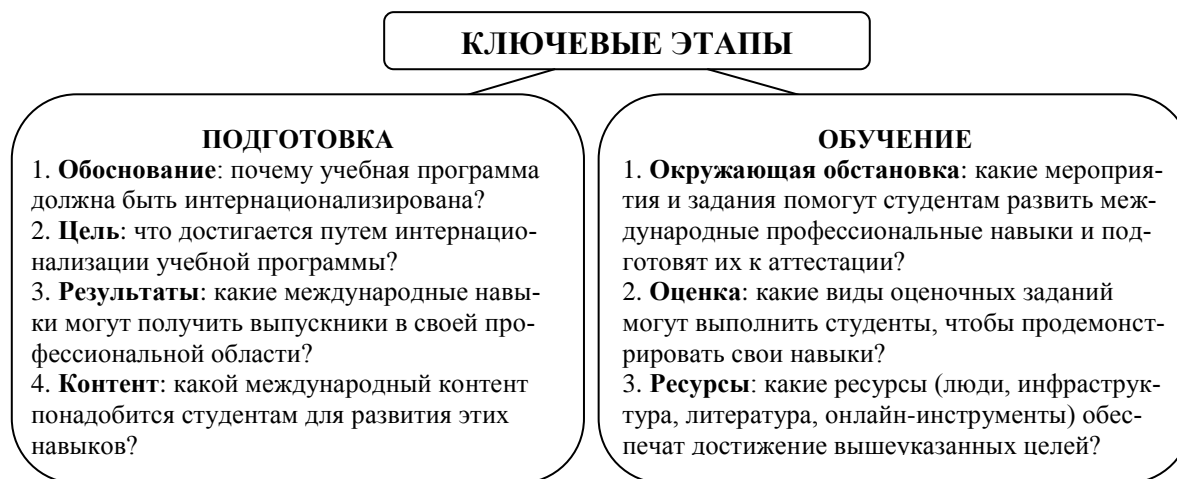 КЛЮЧЕВЫЕ ЭТАПЫ
ПОДГОТОВКА
1. Обоснование: почему учебная программа
должна быть интернационализирована?
2. Цель: что достигается путем интернацио-
нализации учебной программы?
3. Результаты: какие международные навы-
ки могут получить выпускники в своей про-
фессиональной области?
4. Контент: какой международный контент
понадобится студентам для развития этих
навыков?
ОБУЧЕНИЕ
1. Окружающая обстановка: какие мероприя-
тия и задания помогут студентам развить меж-
дународные профессиональные навыки и под-
готовят их к аттестации?
2. Оценка: какие виды оценочных заданий
могут выполнить студенты, чтобы продемонст-
рировать свои навыки?
3. Ресурсы: какие ресурсы (люди, инфраструк-
тура, литература, онлайн-инструменты) обес-
печат достижение вышеуказанных целей?